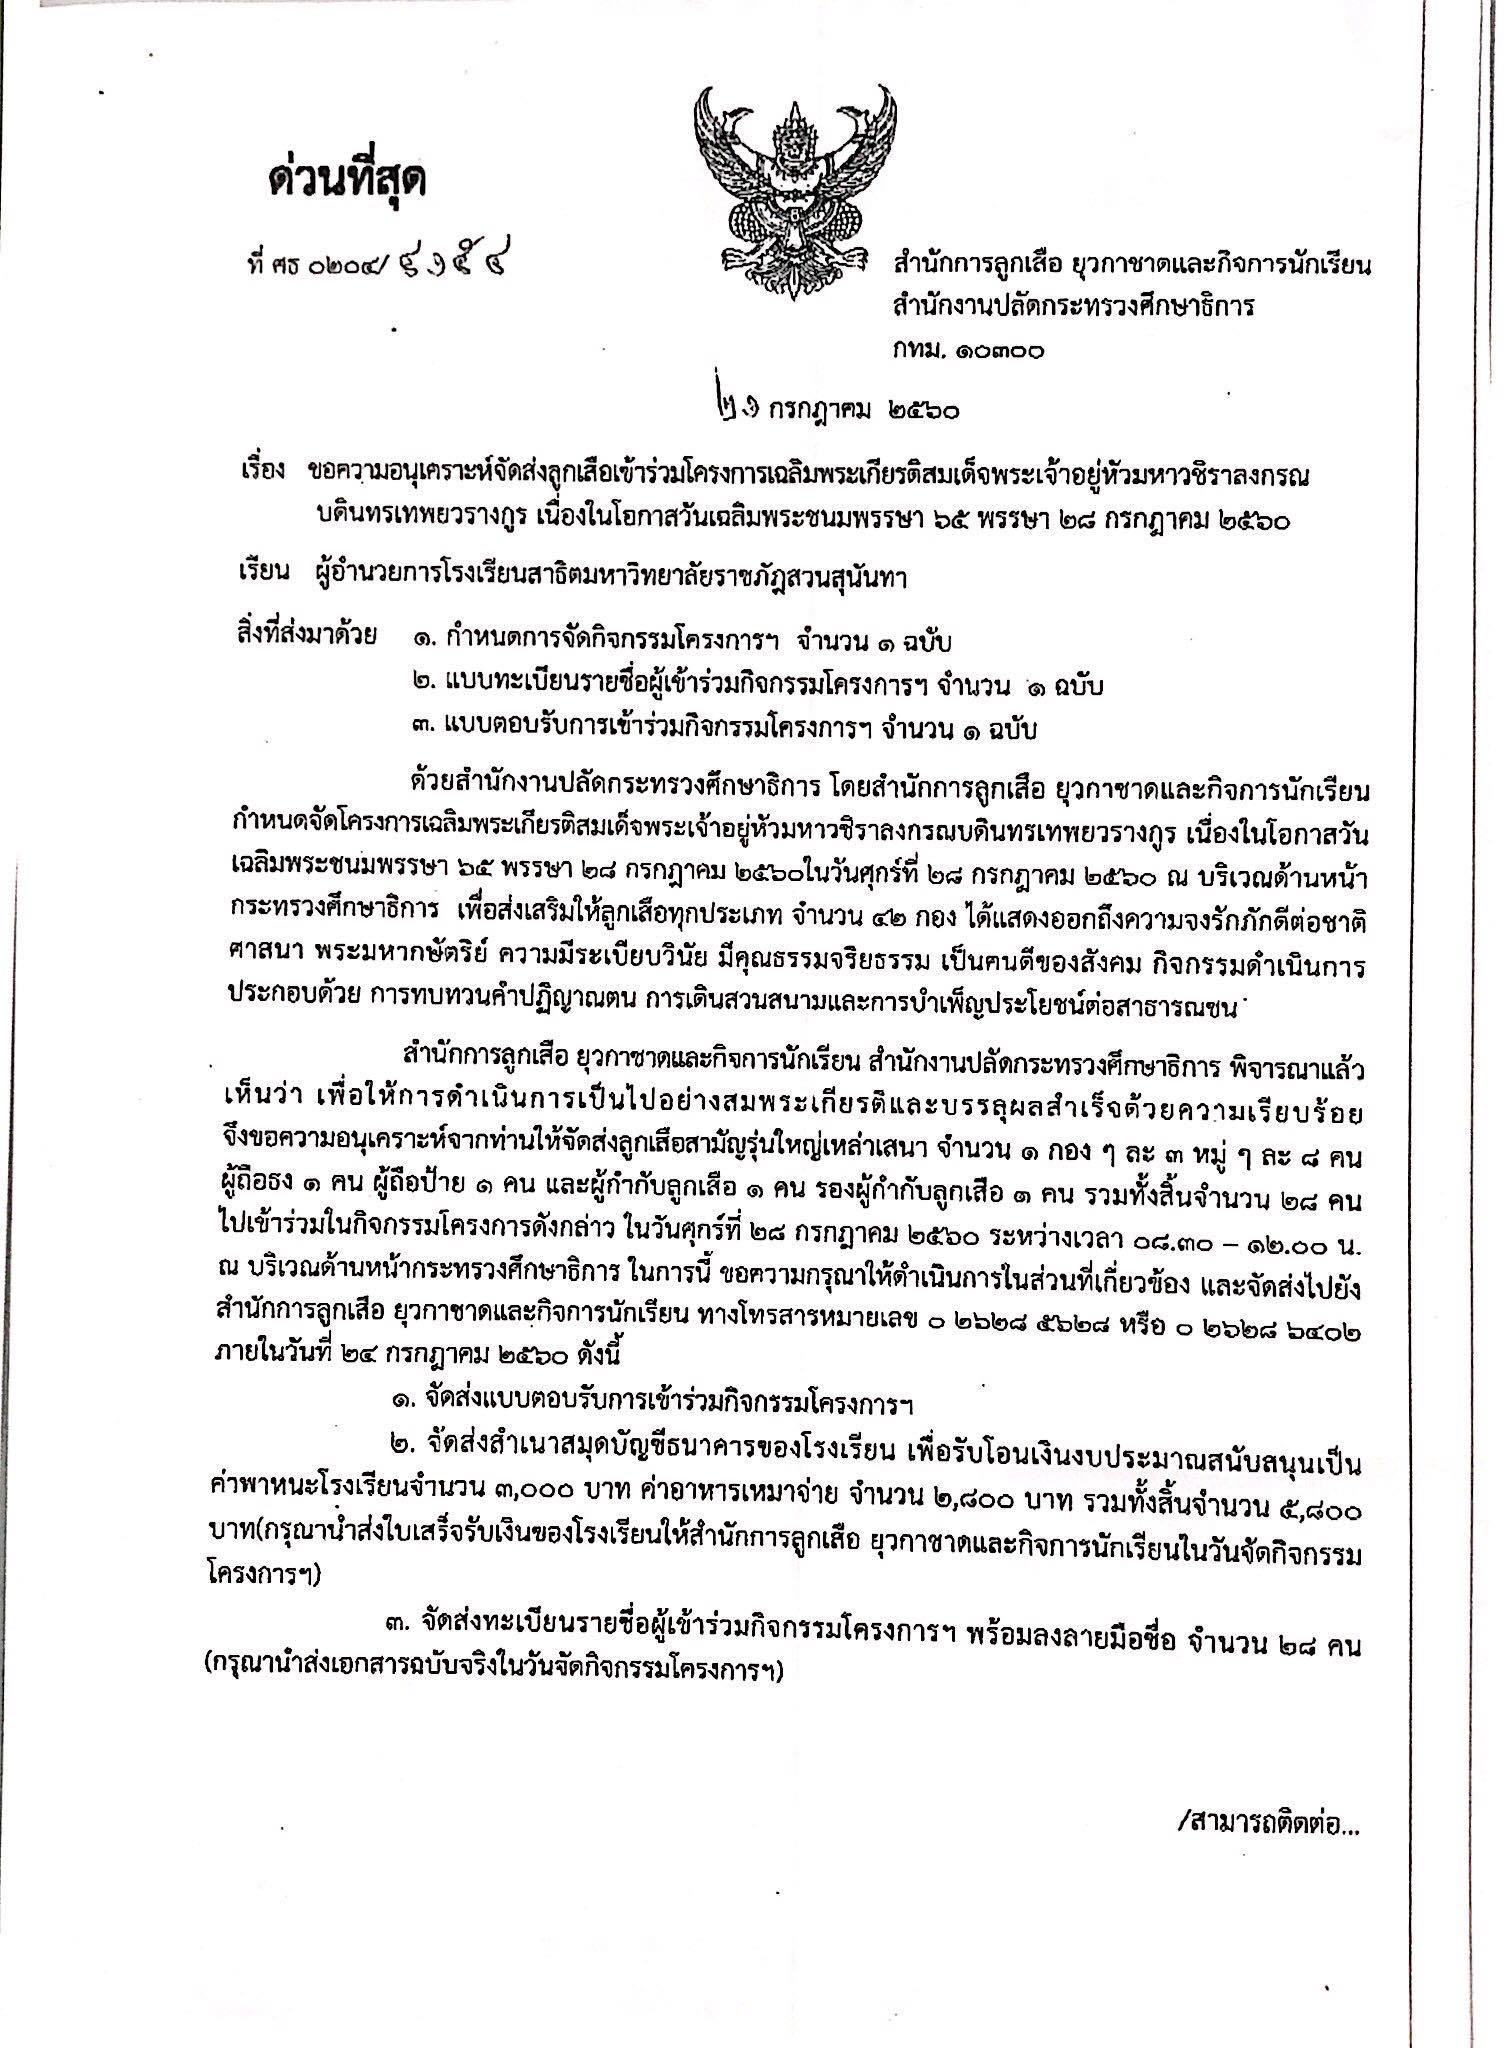 ด่วนที่สุด
ที่ ศธ ๐๒๐๔/
สำนักการลูกเสือ ยุวกาชาดและกิจการนักเรียน
สำนักงานปลัดกระทรวงศึกษาธิการ
กทม. ๑๐๓๐๐
๒๑ กรกฎาคม ๒๕๖๐
เรื่อง ขอความอนุเคราะห์จัดส่งลูกเสือเข้าร่วมโครงการเฉลิมพระเกียรติสมเด็จพระเจ้าอยู่หัวมหาวชิราลงกรณ
บดินทรเทพยวรางกูร เนื่องในโอกาสวันเฉลิมพระชนมพรรษา ๖๕ พรรษา ๒๘ กรกฎาคม ๒๕๖๐
เรียน ผู้อำนวยการโรงเรียนสาธิตมหาวิทยาลัยราชภัฏสวนสุนันทา
สิ่งที่ส่งมาด้วย ๑. กำหนดการจัดกิจกรรมโครงการฯ จำนวน ๑ ฉบับ
๒. แบบทะเบียนรายชื่อผู้เข้าร่วมกิจกรรมโครงการฯ จำนวน ๑ ฉบับ
๓. แบบตอบรับการเข้าร่วมกิจกรรมโครงการฯ จำนวน ๑ ฉบับ
ด้วยสำนักงานปลัดกระทรวงศึกษาธิการ โดยสำนักการลูกเสือ ยุวกาชาดและกิจการนักเรียน
กำหนดจัดโครงการเฉลิมพระเกียรติสมเด็จพระเจ้าอยู่หัวมหาวชิราลงกรณบดินทรเทพยวรางกูร เนื่องในโอกาสวัน
เฉลิมพระชนมพรรษา ๖๕ พรรษา ๒๘ กรกฎาคม ๒๕๖๐ในวันศุกร์ที่ ๒๘ กรกฎาคม ๒๕๖๐ ณ บริเวณด้านหน้า
กระทรวงศึกษาธิการ เพื่อส่งเสริมให้ลูกเสือทุกประเภท จำนวน ๔๒ กอง ได้แสดงออกถึงความจงรักภักดีต่อชาติ
ศาสนา พระมหากษัตริย์ ความมีระเบียบวินัย มีคุณธรรมจริยธรรม เป็นคนดีของสังคม กิจกรรมดำเนินการ
ประกอบด้วย การทบทวนคำปฏิญาณตน การเดินสวนสนามและการบำเพ็ญประโยชน์ต่อสาธารณชน
สำนักการลูกเสือ ยุวกาชาดและกิจการนักเรียน สำนักงานปลัดกระทรวงศึกษาธิการ พิจารณาแล้ว
เห็นว่า เพื่อให้การดำเนินการเป็นไปอย่างสมพระเกียรติและบรรลุผลสำเร็จด้วยความเรียบร้อย
จึงขอความอนุเคราะห์จากท่านให้จัดส่งลูกเสือสามัญรุ่นใหญ่เหล่าเสนา จำนวน ๑ กอง ๆ ละ ๓ หมู่ ๆ ละ ๘ คน
ผู้ถือธง ๑ คน ผู้ถือป้าย ๑ คน และผู้กำกับลูกเสือ ๑ คน รองผู้กำกับลูกเสือ ๑ คน รวมทั้งสิ้นจำนวน ๒๘ คน
ไปเข้าร่วมในกิจกรรมโครงการดังกล่าว ในวันศุกร์ที่ ๒๘ กรกฎาคม ๒๕๖๐ ระหว่างเวลา ๐๘.๓๐ – ๑๒.๐๐ น.
ณ บริเวณด้านหน้ากระทรวงศึกษาธิการ ในการนี้ ขอความกรุณาให้ดำเนินการในส่วนที่เกี่ยวข้อง และจัดส่งไปยัง
สำนักการลูกเสือ ยุวกาชาดและกิจการนักเรียน ทางโทรสารหมายเลข ๐ ๒๖๒๘ ๕๖๒๘ หรือ ๐ ๒๖๒๘ ๖๔๐๒
ภายในวันที่ ๒๔ กรกฎาคม ๒๕๖๐ ดังนี้
๑. จัดส่งแบบตอบรับการเข้าร่วมกิจกรรมโครงการฯ
๒. จัดส่งสำเนาสมุดบัญชีธนาคารของโรงเรียน เพื่อรับโอนเงินงบประมาณสนับสนุนเป็น
ค่าพาหนะโรงเรียนจำนวน ๓,๐๐๐ บาท ค่าอาหารเหมาจ่าย จำนวน ๒,๘๐๐ บาท รวมทั้งสิ้นจำนวน ๕,๘๐๐
บาท(กรุณานำส่งใบเสร็จรับเงินของโรงเรียนให้สำนักการลูกเสือ ยุวกาชาดและกิจการนักเรียนในวันจัดกิจกรรม
โครงการฯ)
๓. จัดส่งทะเบียนรายชื่อผู้เข้าร่วมกิจกรรมโครงการฯ พร้อมลงลายมือชื่อ จำนวน ๒๘ คน
(กรุณานำส่งเอกสารฉบับจริงในวันจัดกิจกรรมโครงการฯ)
/สามารถติดต่อ...